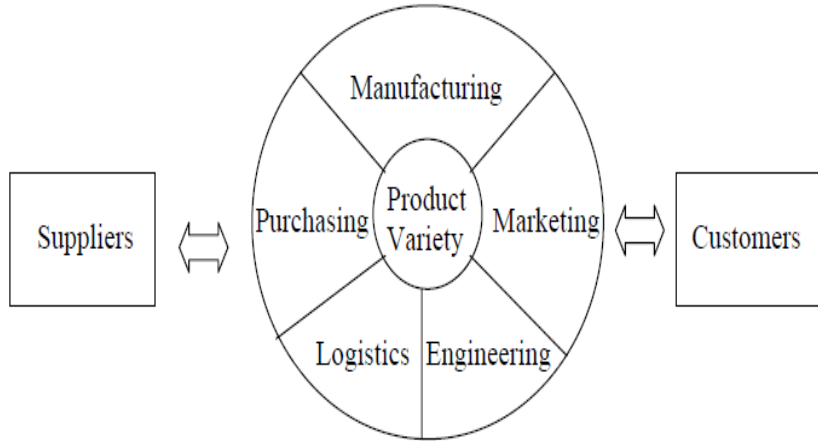 Manufacturing
Suppliers
Purchasing
Product
Variety
Marketing
Customers
Logistics
Engineering